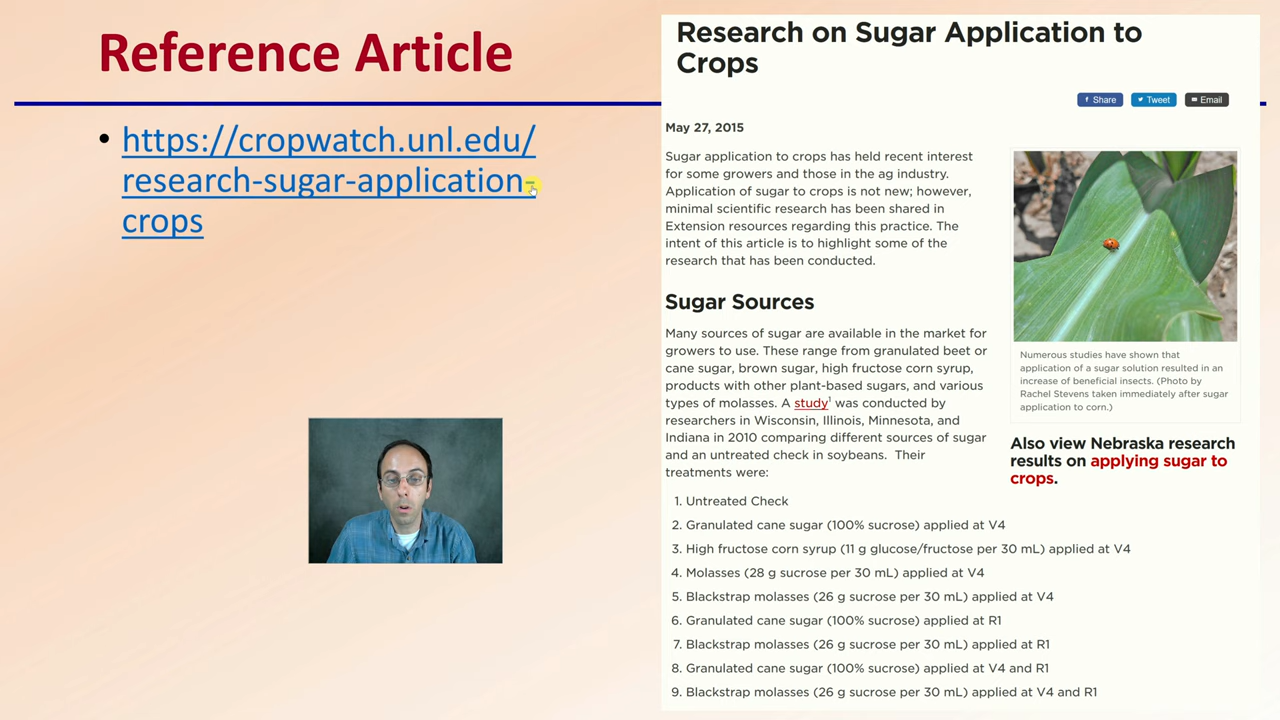 Reference Article
• https://cropwatch.unl.edu/
research-sugar-application-
crops
Research on Sugar Application to
Crops
Share Tweet Email
May 27, 2015
Sugar application to crops has held recent interest
for some growers and those in the ag industry.
Application of sugar to crops is not new; however,
minimal scientific research has been shared in
Extension resources regarding this practice. The
intent of this article is to highlight some of the
research that has been conducted.
Numerous studies have shown that
application of a sugar solution resulted in an
increase of beneficial insects. (Photo by
Rachel Stevens taken immediately after sugar
application to corn.)
Also view Nebraska research
results on applying sugar to
crops.
Sugar Sources
Many sources of sugar are available in the market for
growers to use. These range from granulated beet or
cane sugar, brown sugar, high fructose corn syrup,
products with other plant-based sugars, and various
types of molasses. A study¹ was conducted by
researchers in Wisconsin, Illinois, Minnesota, and
Indiana in 2010 comparing different sources of sugar
and an untreated check in soybeans. Their
treatments were:
1. Untreated Check
2. Granulated cane sugar (100% sucrose) applied at V4
3. High fructose corn syrup (11 g glucose/fructose per 30 mL) applied at V4
4. Molasses (28 g sucrose per 30 mL) applied at V4
5. Blackstrap molasses (26 g sucrose per 30 mL) applied at V4
6. Granulated cane sugar (100% sucrose) applied at R1
7. Blackstrap molasses (26 g sucrose per 30 mL) applied at R1
8. Granulated cane sugar (100% sucrose) applied at V4 and R1
9. Blackstrap molasses (26 g sucrose per 30 mL) applied at V4 and R1